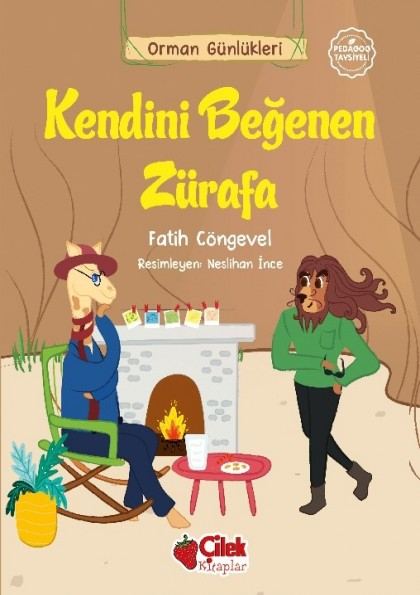 Orman Günlükleri
PEDAGOG
TAVSİYELİ
Kendini Beğenen
Zürafa
Fatih Cöngevel
Resimleyen: Neslihan İnce
Çilek
Kitaplar